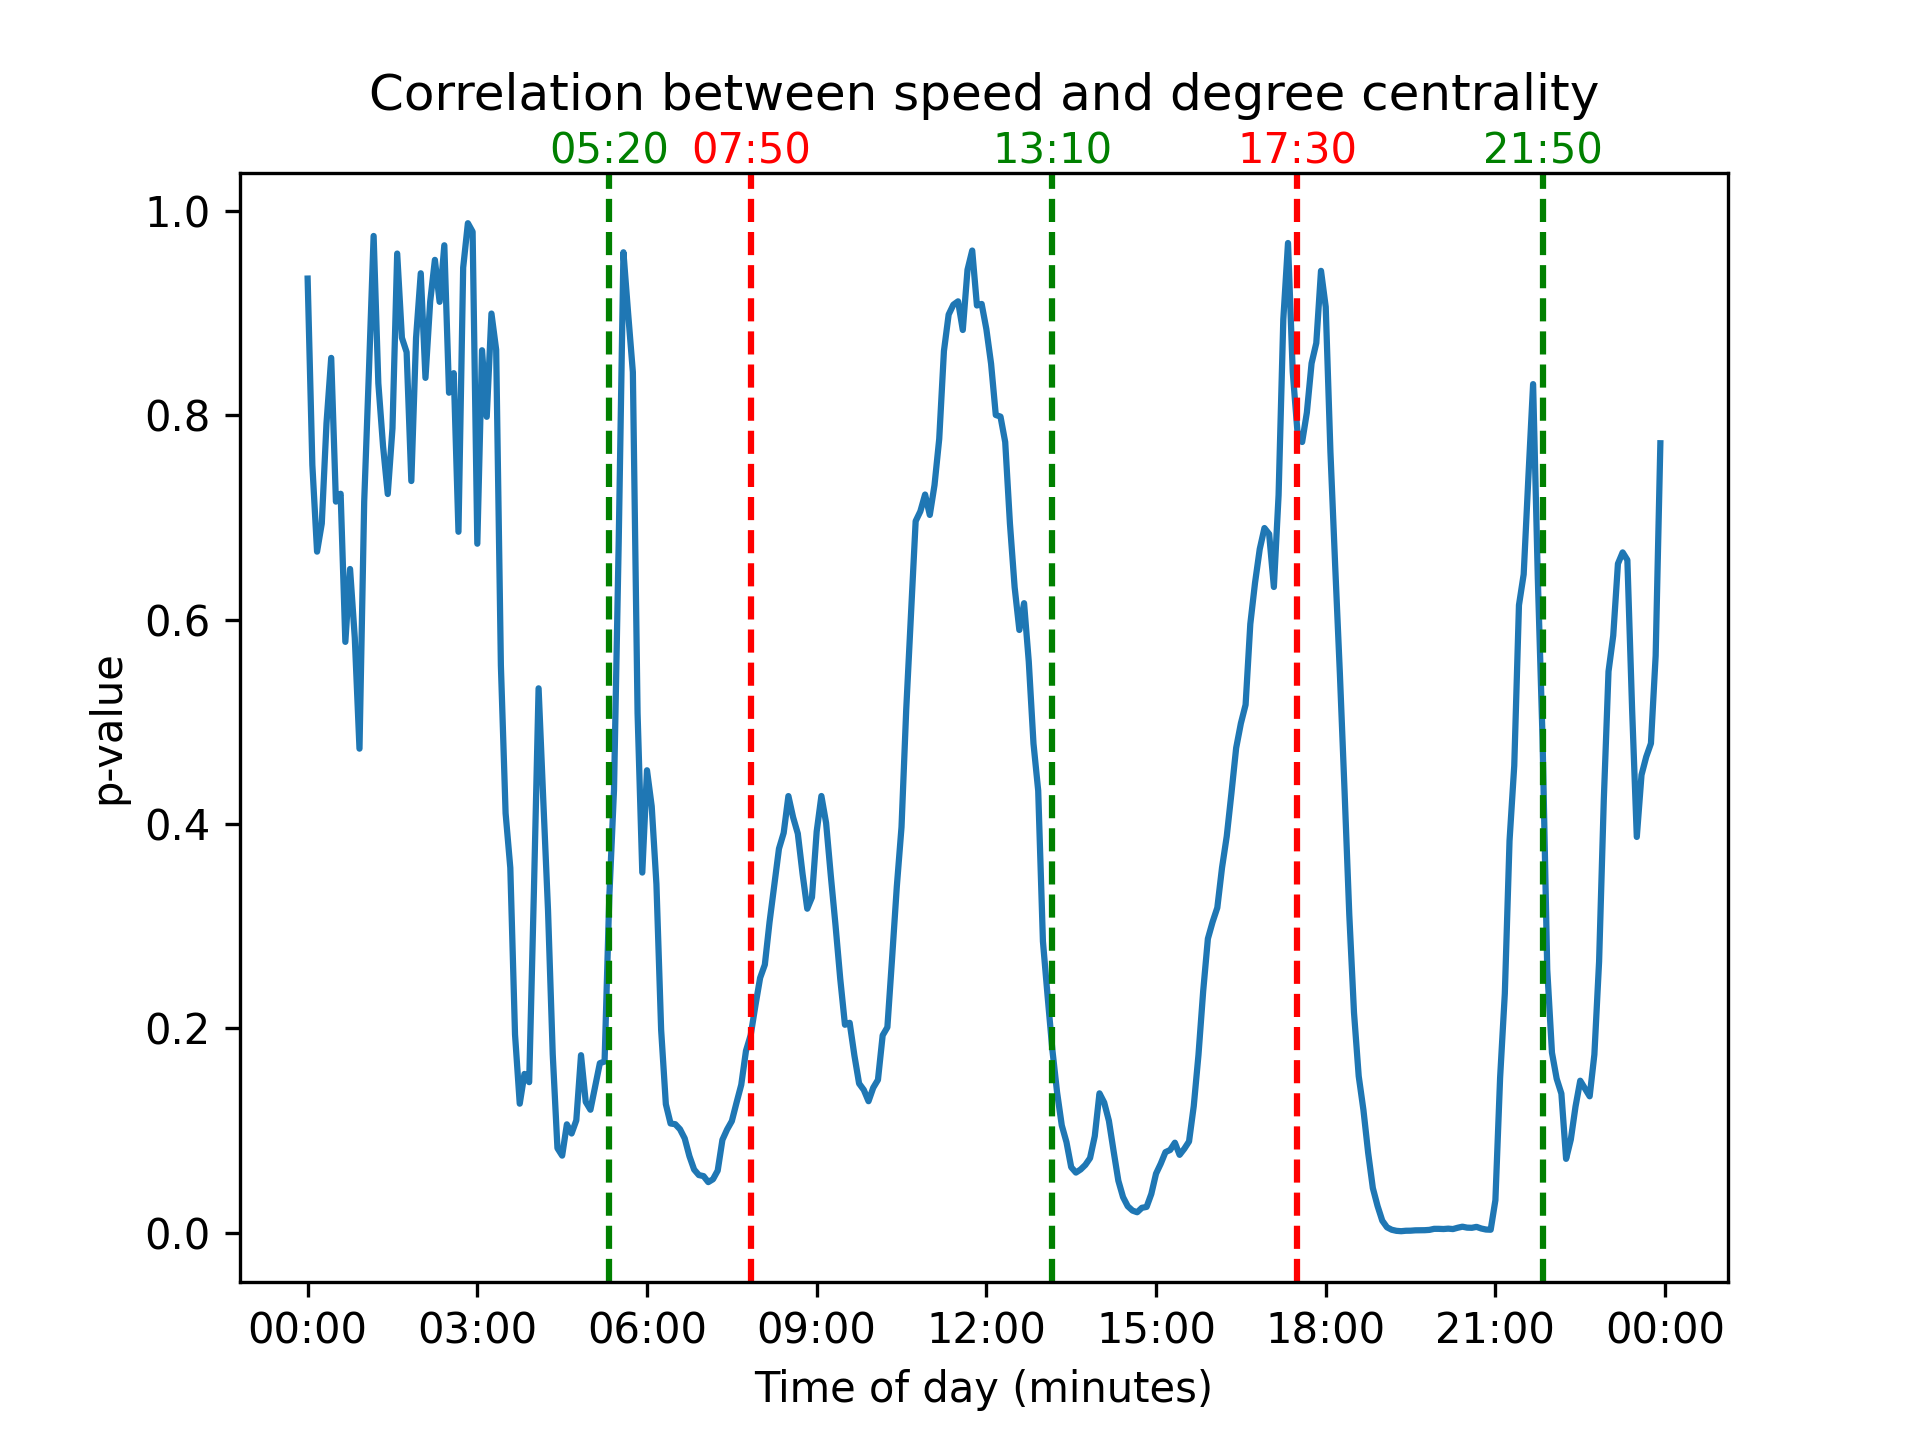 Correlation between speed and degree centrality
05:20 07:50 13:10 17:30 21:50
1.0
0.8
0.6
0.4
0.2
0.0
p-value
00:00 03:00 06:00 09:00 12:00 15:00 18:00 21:00 00:00
Time of day (minutes)